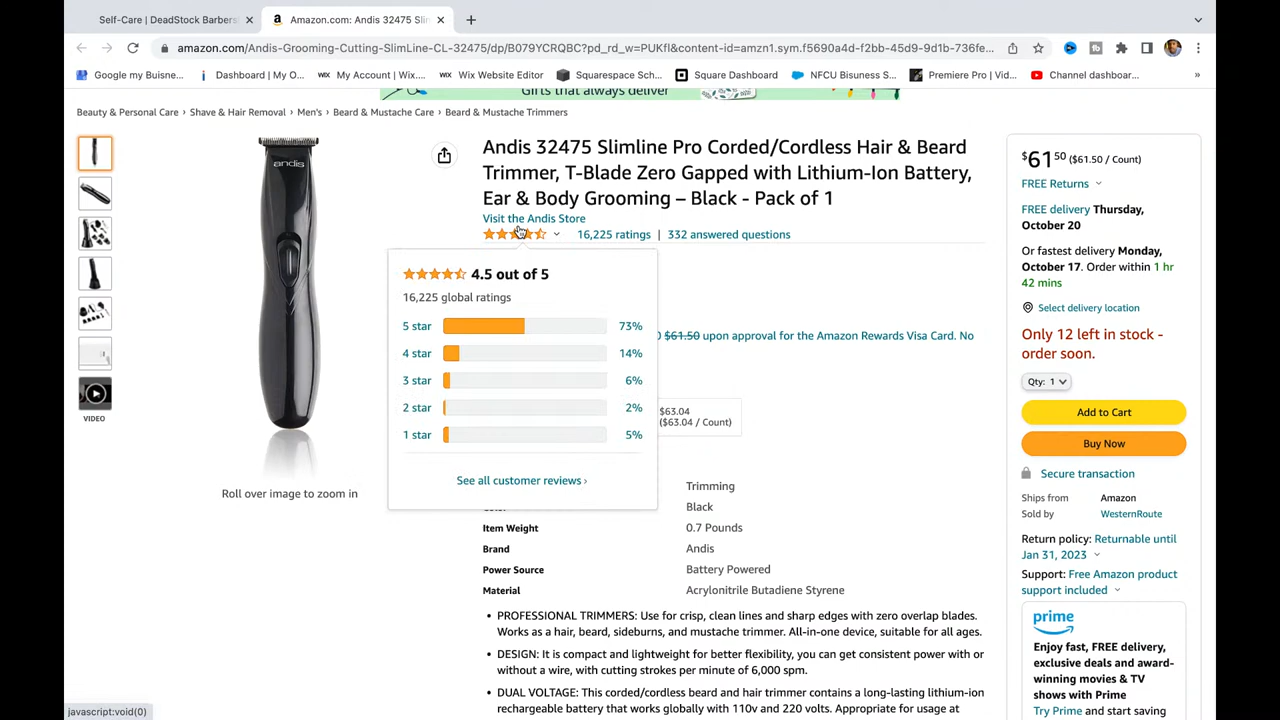 Self-Care | DeadStock Barbersh
Amazon.com: Andis 32475 Slim
amazon.com/Andis-Grooming-Cutting-SlimLine-CL-32475/dp/B079YCRQBC?pd_rd_w=PUKfI&content-id=amzn1.sym.f5690a4d-f2bb-45d9-9d1b-736fe...
Google my Buisne...
Dashboard | My O...
WIX My Account | Wix...
WIX Wix Website Editor
Squarespace Sch...
Square Dashboard
NFCU Bisuness S...
Premiere Pro | Vid...
Channel dashboar...
»
Gifts that always deliver
Beauty & Personal Care › Shave & Hair Removal › Men's › Beard & Mustache Care › Beard & Mustache Trimmers
andis
VIDEO
Roll over image to zoom in
Andis 32475 Slimline Pro Corded/Cordless Hair & Beard
Trimmer, T-Blade Zero Gapped with Lithium-Ion Battery,
Ear & Body Grooming – Black - Pack of 1
Visit the Andis Store
16,225 ratings | 332 answered questions
4.5 out of 5
16,225 global ratings
5 star 73%
4 star 14%
3 star 6%
2 star 2%
1 star 5%
See all customer reviews ›
$61.50 upon approval for the Amazon Rewards Visa Card. No
$63.04
($63.04 / Count)
Trimming
Black
Item Weight 0.7 Pounds
Brand Andis
Power Source Battery Powered
Material Acrylonitrile Butadiene Styrene
• PROFESSIONAL TRIMMERS: Use for crisp, clean lines and sharp edges with zero overlap blades.
Works as a hair, beard, sideburns, and mustache trimmer. All-in-one device, suitable for all ages.
• DESIGN: It is compact and lightweight for better flexibility, you can get consistent power with or
without a wire, with cutting strokes per minute of 6,000 spm.
• DUAL VOLTAGE: This corded/cordless beard and hair trimmer contains a long-lasting lithium-ion
rechargeable battery that works globally with 110v and 220 volts. Appropriate for usage at
$61 50 ($61.50 / Count)
FREE Returns
FREE delivery Thursday,
October 20
Or fastest delivery Monday,
October 17. Order within 1 hr
42 mins
Select delivery location
Only 12 left in stock -
order soon.
Qty: 1
Add to Cart
Buy Now
Secure transaction
Ships from Amazon
Sold by WesternRoute
Return policy: Returnable until
Jan 31, 2023
Support: Free Amazon product
support included
prime
Enjoy fast, FREE delivery,
exclusive deals and award-
winning movies & TV
shows with Prime
Try Prime and start saving
javascript:void(0)